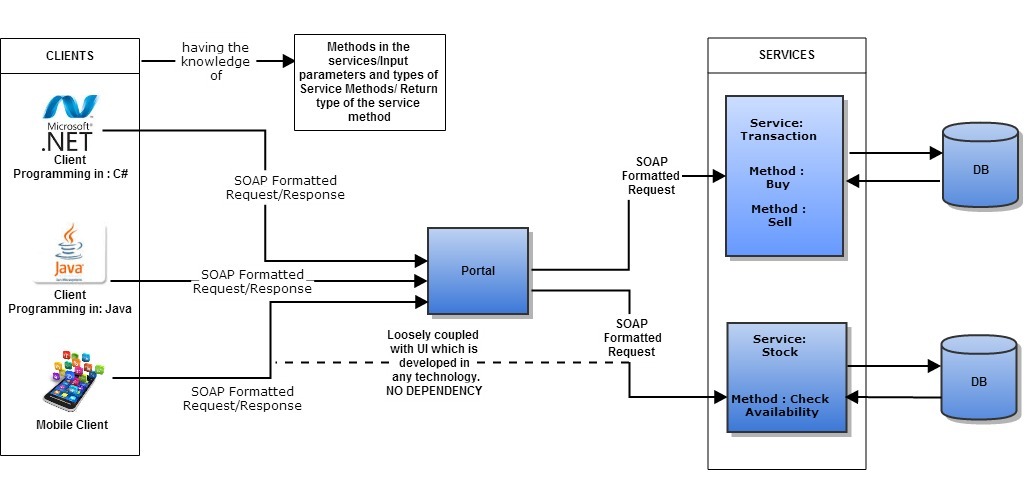 CLIENTS
having the
knowledge
of
Methods in the
services/Input
parameters and types of
Service Methods/ Return
type of the service
method
SERVICES
Microsoft®
.NET
Client
Programming in : C#
SOAP Formatted
Request/Response
SOAP
Formatted
Request
Service:
Transaction
Method :
Buy
Method :
Sell
DB
Java
Client
Programming in: Java
SOAP Formatted
Request/Response
Portal
Loosely coupled
with UI which is
developed in
any technology.
NO DEPENDENCY
SOAP
Formatted
Request
Service:
Stock
Method : Check
Availability
DB
SOAP Formatted
Request/Response
Mobile Client